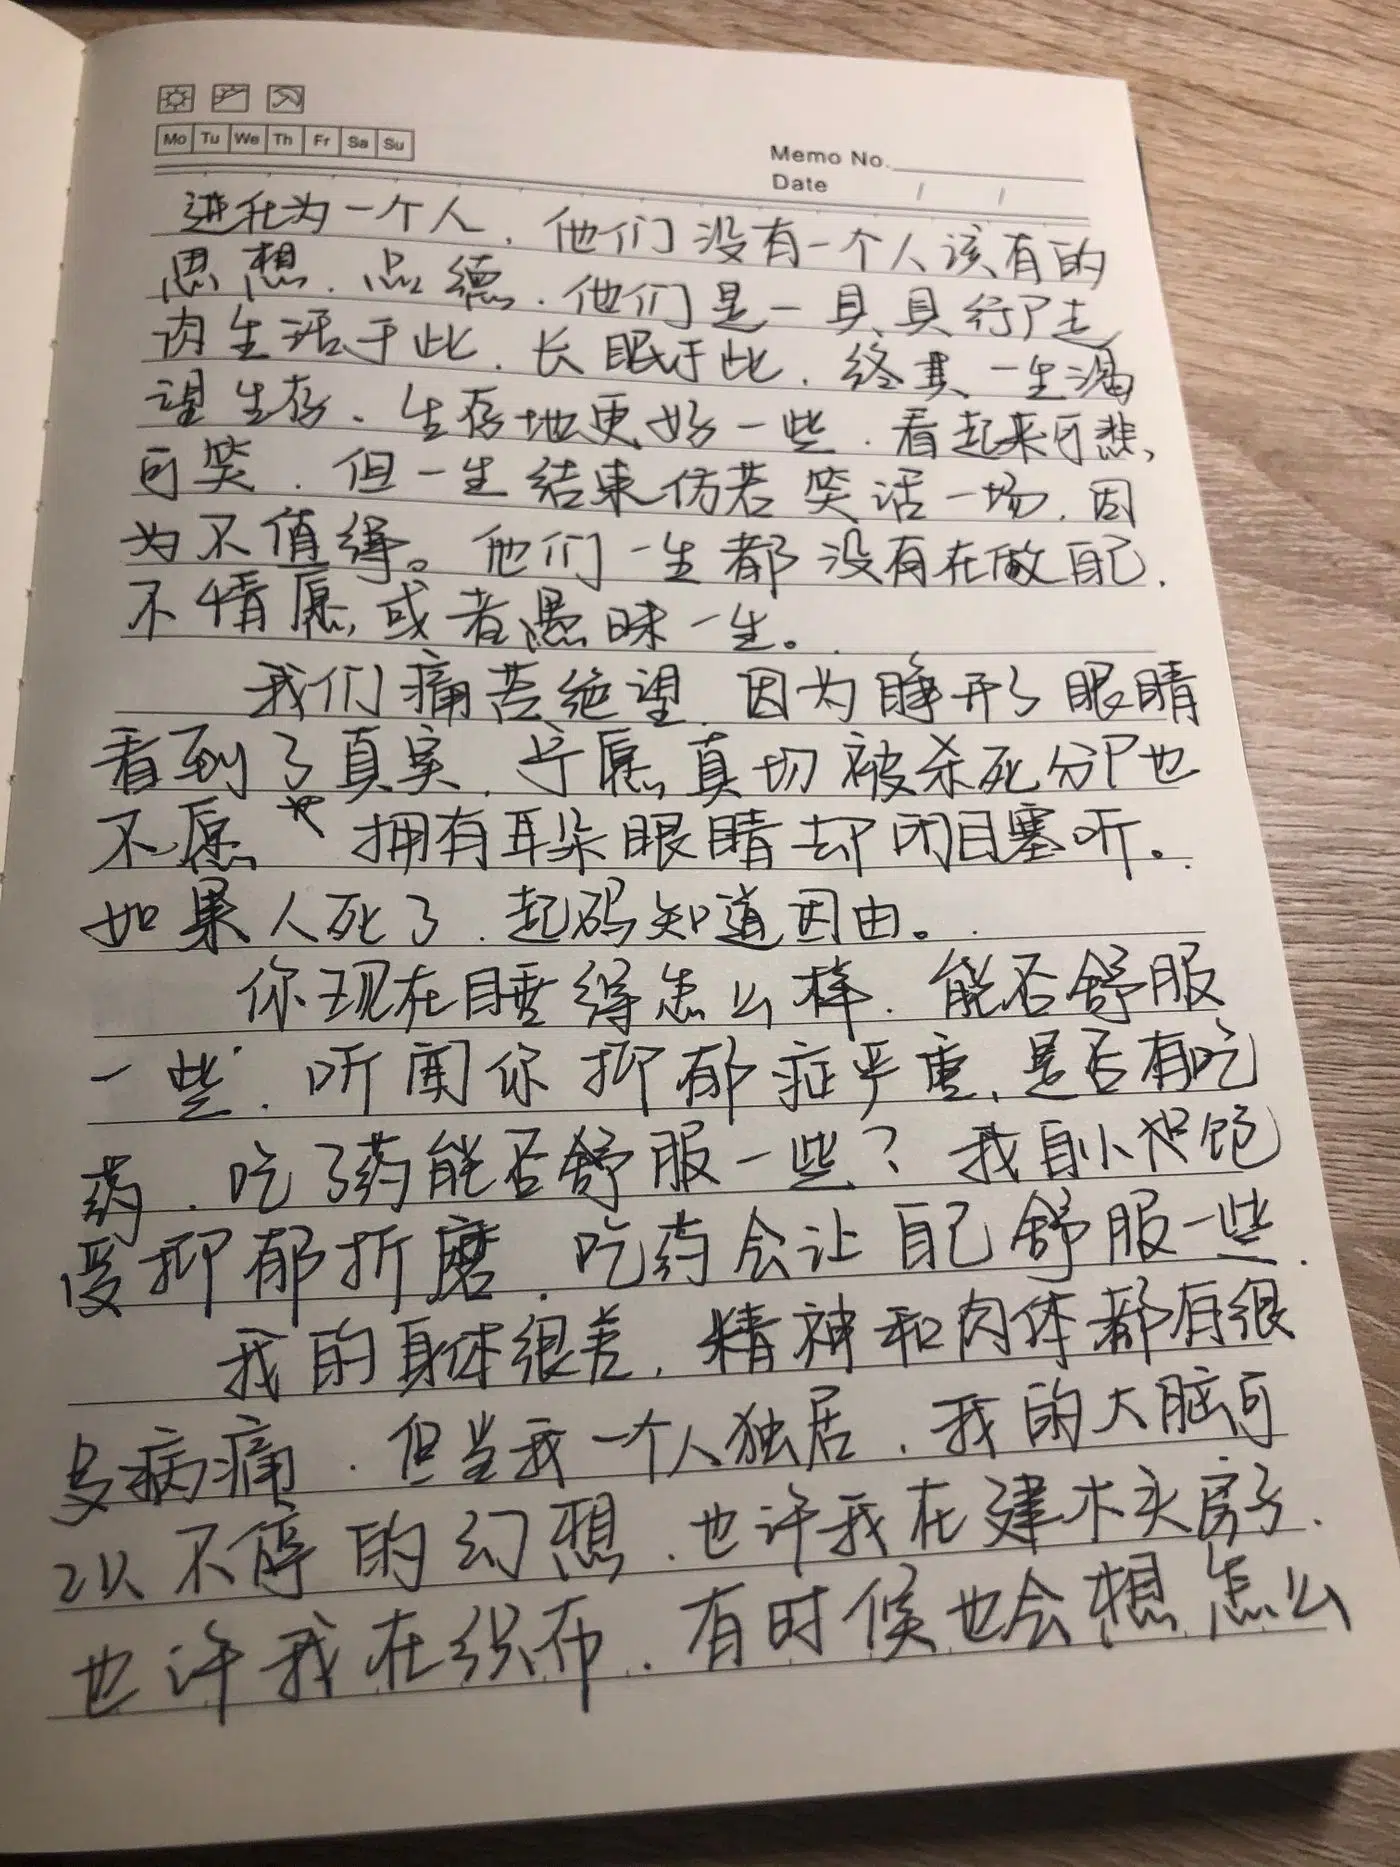 Mo Tu We Th Fr Sa Su
Memo No.
Date / /
进化为一个人，他们没有一个人该有的
思想、品德，他们是一具具行尸走
肉生活于此，长眠于此，终其一生渴
望生存、生存地更好一些，看起来可悲，
可笑，但一生结束仿若笑话一场，因
为不值得。他们一生都没有在做自己，
不情愿，或者愚昧一生。
我们痛苦绝望，因为睁开了眼睛
看到了真实，宁愿真切被杀死分尸也
不愿 拥有耳朵眼睛却闭目塞听。
如果人死了，起码知道因由。
你现在睡得怎么样，能否舒服
一些，听闻你抑郁症严重，是否有吃
药，吃了药能否舒服一些？我自小也饱
受抑郁折磨，吃药会让自己舒服一些，
我的身体很差，精神和肉体都有很
多病痛，但当我一个人独居，我的大脑可
以不停的幻想，也许我在建木头房子，
也许我在织布，有时候也会想怎么